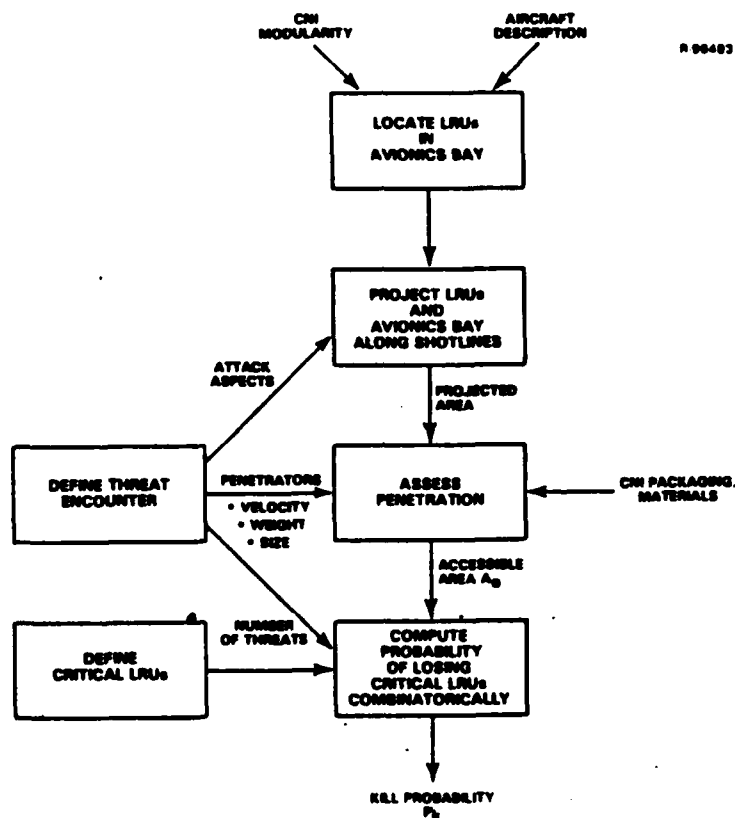 CNI
MODULARITY
AIRCRAFT
DESCRIPTION
R 98483
LOCATE LRUs
IN
AVIONICS BAY
PROJECT LRUs
AND
AVIONICS BAY
ALONG SHOTLINES
ATTACK
ASPECTS
PROJECTED
AREA
DEFINE THREAT
ENCOUNTER
PENETRATORS
• VELOCITY
• WEIGHT
• SIZE
ASSESS
PENETRATION
CNI PACKAGING,
MATERIALS
ACCESSIBLE
AREA
NUMBER
OF THREATS
DEFINE
CRITICAL LRUs
COMPUTE
PROBABILITY
OF LOSING
CRITICAL LRUs
COMBINATORICALLY
KILL PROBABILITY
Pk